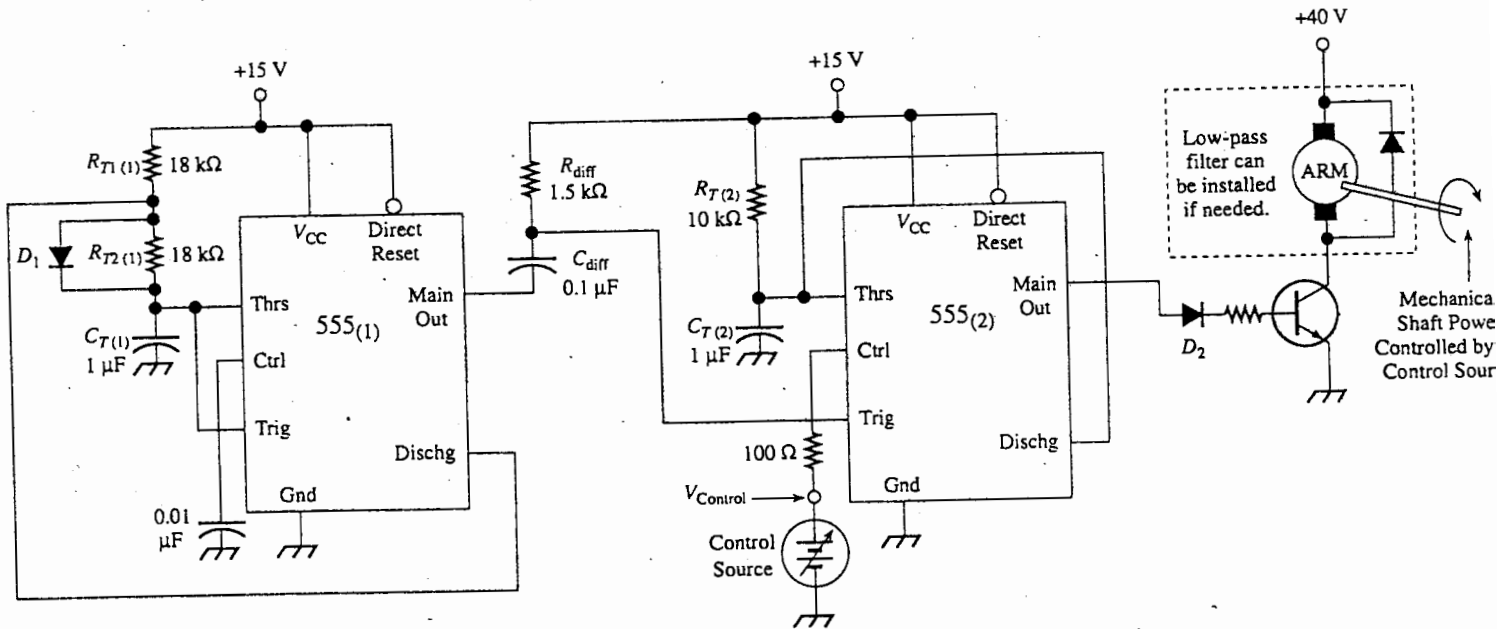 +15 V
R_T1(1)
18 kΩ
D₁
R_T2(1)
18 kΩ
C_T(1)
1 μF
0.01
μF
V_CC
Direct
Reset
Thrs
Main
Out
555(1)
Ctrl
Trig
Dischg
Gnd
R_diff
1.5 kΩ
C_diff
0.1 μF
+15 V
R_T(2)
10 kΩ
C_T(2)
1 μF
V_CC
Direct
Reset
Thrs
Main
Out
555(2)
Ctrl
Trig
Dischg
Gnd
100 Ω
V_Control
Control
Source
D₂
+40 V
Low-pass
filter can
be installed
if needed.
ARM
Mechanica
Shaft Powe
Controlled by
Control Sour